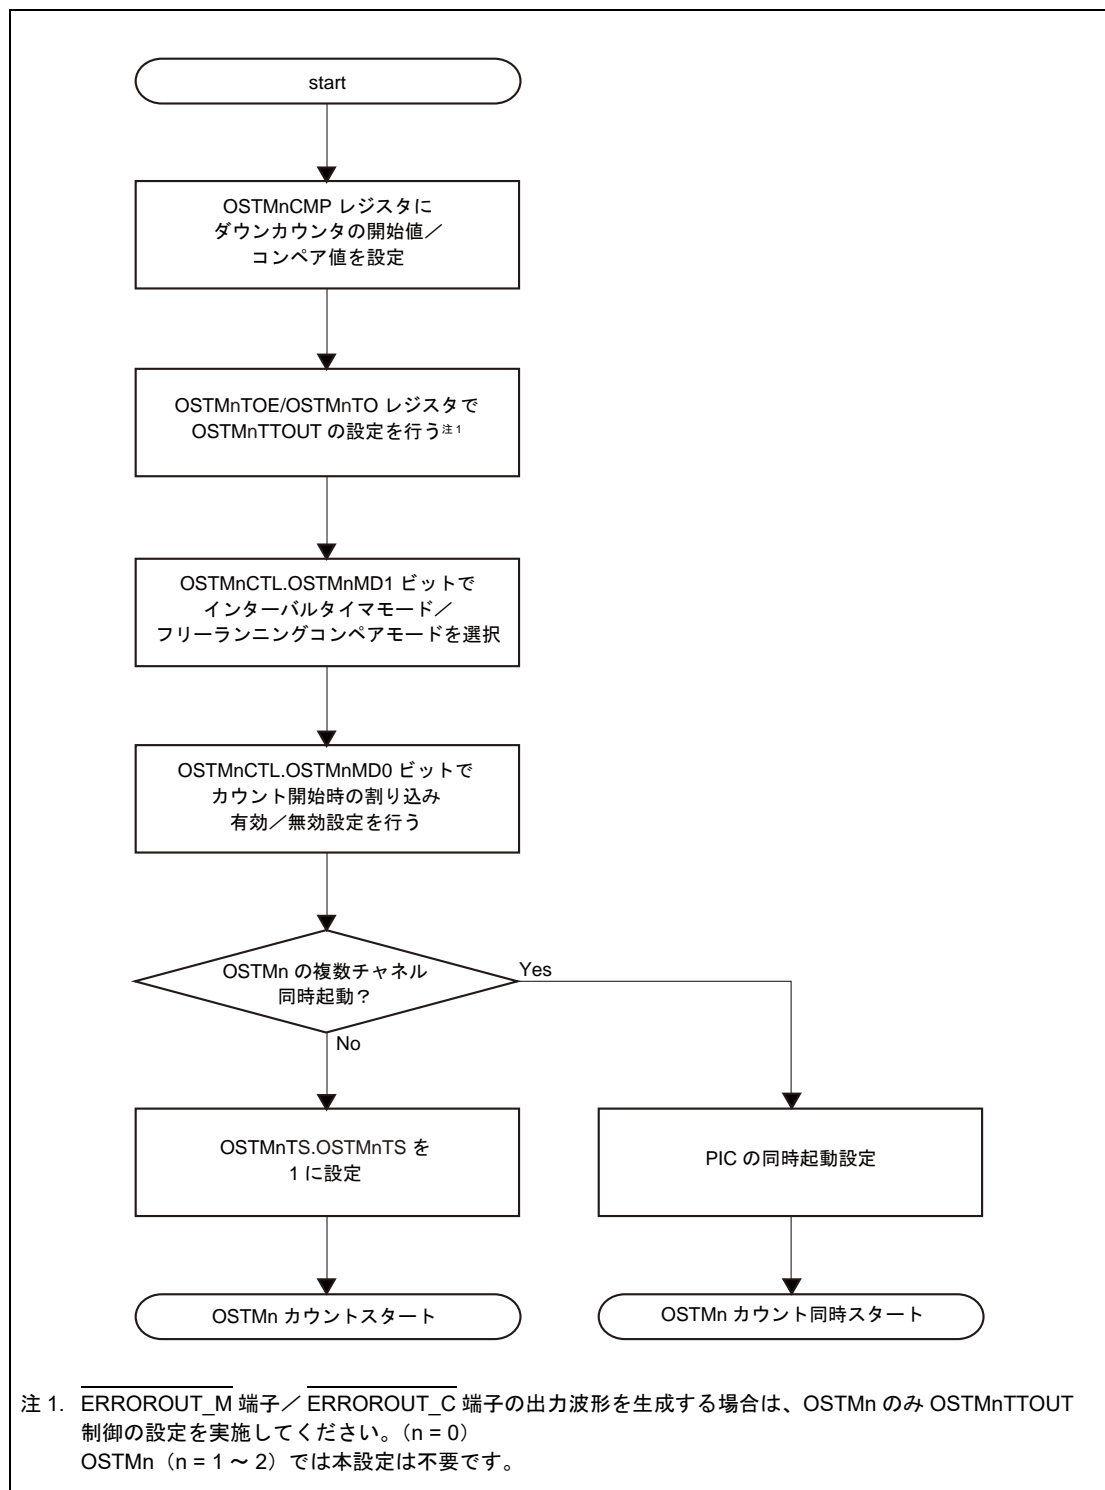 start
OSTMnCMP レジスタに
ダウンカウンタの開始値／
コンペア値を設定
OSTMnTOE/OSTMnTO レジスタで
OSTMnTTOUT の設定を行う注1
OSTMnCTL.OSTMnMD1 ビットで
インターバルタイマモード／
フリーランニングコンペアモードを選択
OSTMnCTL.OSTMnMD0 ビットで
カウント開始時の割り込み
有効／無効設定を行う
OSTMn の複数チャネル
同時起動？
Yes
No
OSTMnTS.OSTMnTS を
1 に設定
PIC の同時起動設定
OSTMn カウントスタート
OSTMn カウント同時スタート
注 1. ERROROUT_M 端子／ ERROROUT_C 端子の出力波形を生成する場合は、OSTMn のみ OSTMnTTOUT
制御の設定を実施してください。（n = 0）
OSTMn（n = 1 ～ 2）では本設定は不要です。